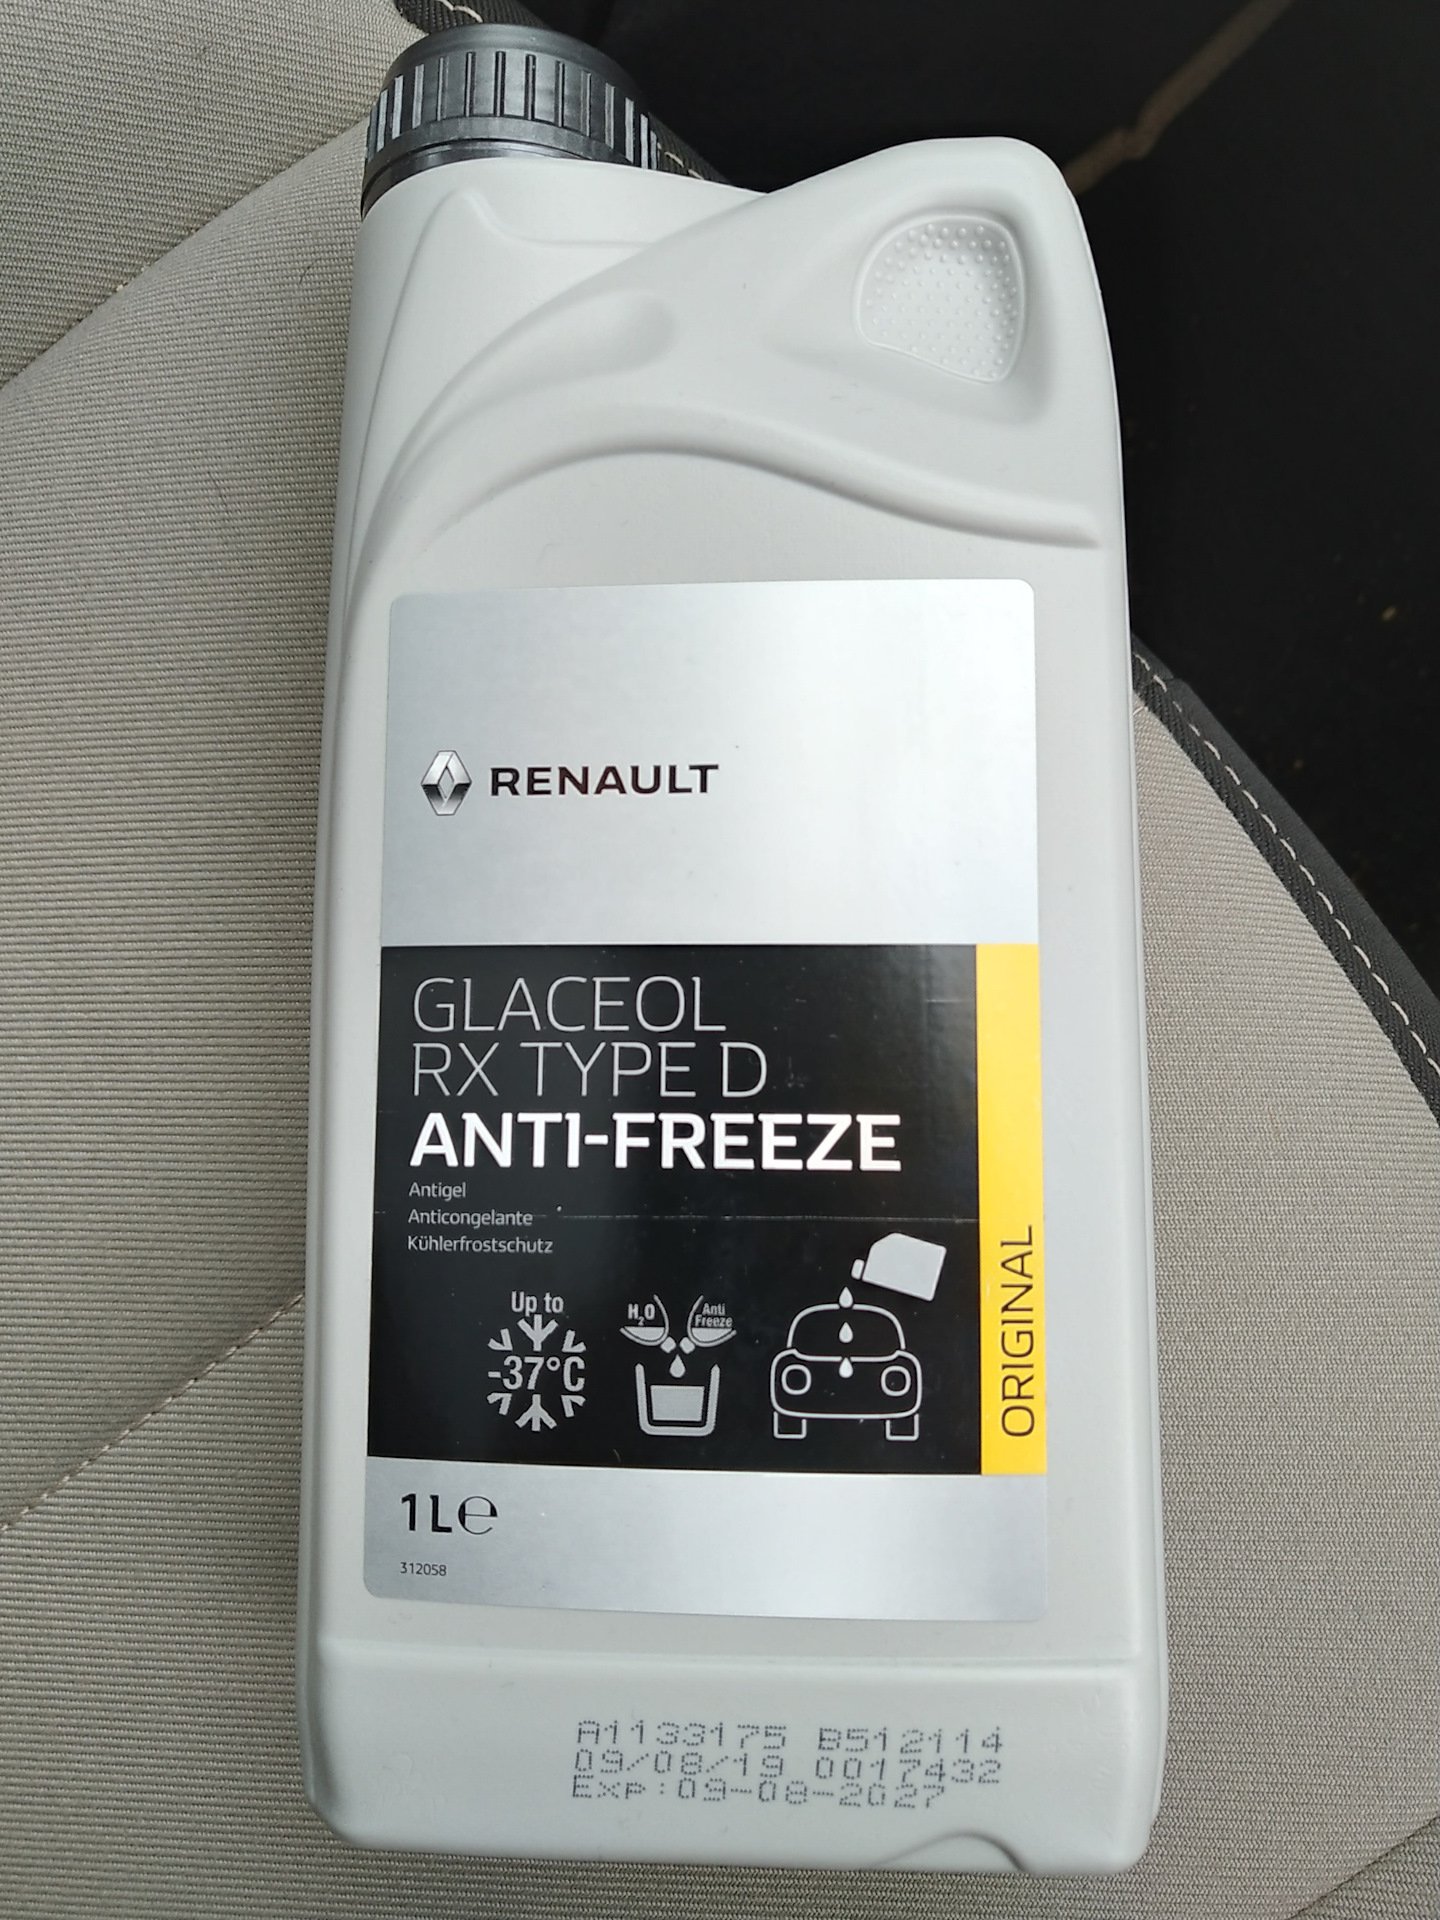 RENAULT
GLACEOL
RX TYPE D
ANTI-FREEZE
Antigel
Anticongelante
Kühlerfrostschutz
Up to
-37°C
H₂O
Anti
Freeze
ORIGINAL
1 L e
312058
A1133175 B512114
09/08/19 0017432
Exp:09-08-2027